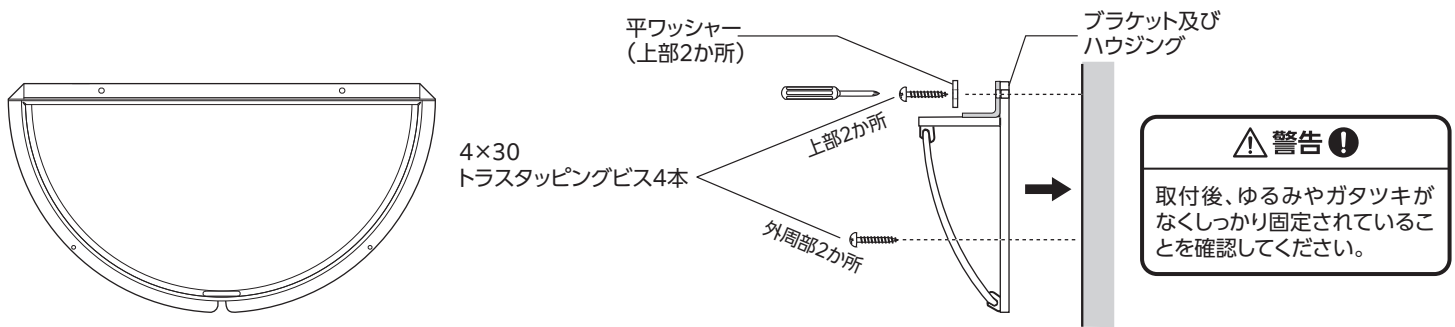 平ワッシャー
（上部2か所）
ブラケット及び
ハウジング
4×30
トラスタッピングビス4本
上部2か所
外周部2か所
警告
取付後、ゆるみやガタツキが
なくしっかり固定されているこ
とを確認してください。